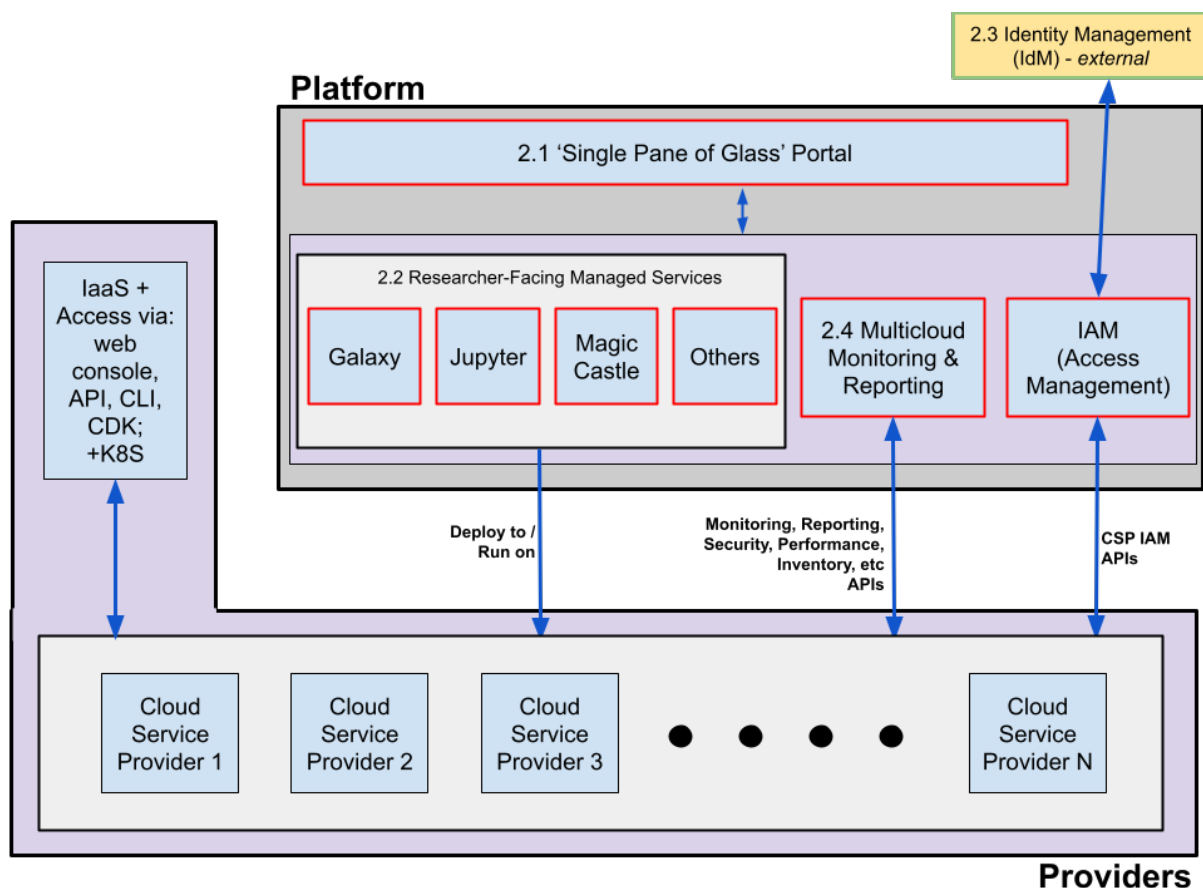 2.3 Identity Management
(IdM) - external
Platform
2.1 ‘Single Pane of Glass’ Portal
2.2 Researcher-Facing Managed Services
Galaxy
Jupyter
Magic
Castle
Others
2.4 Multicloud
Monitoring &
Reporting
IAM
(Access
Management)
IaaS +
Access via:
web
console,
API, CLI,
CDK;
+K8S
Deploy to /
Run on
Monitoring, Reporting,
Security, Performance,
Inventory, etc
APIs
CSP IAM
APIs
Cloud
Service
Provider 1
Cloud
Service
Provider 2
Cloud
Service
Provider 3
Cloud
Service
Provider N
Providers